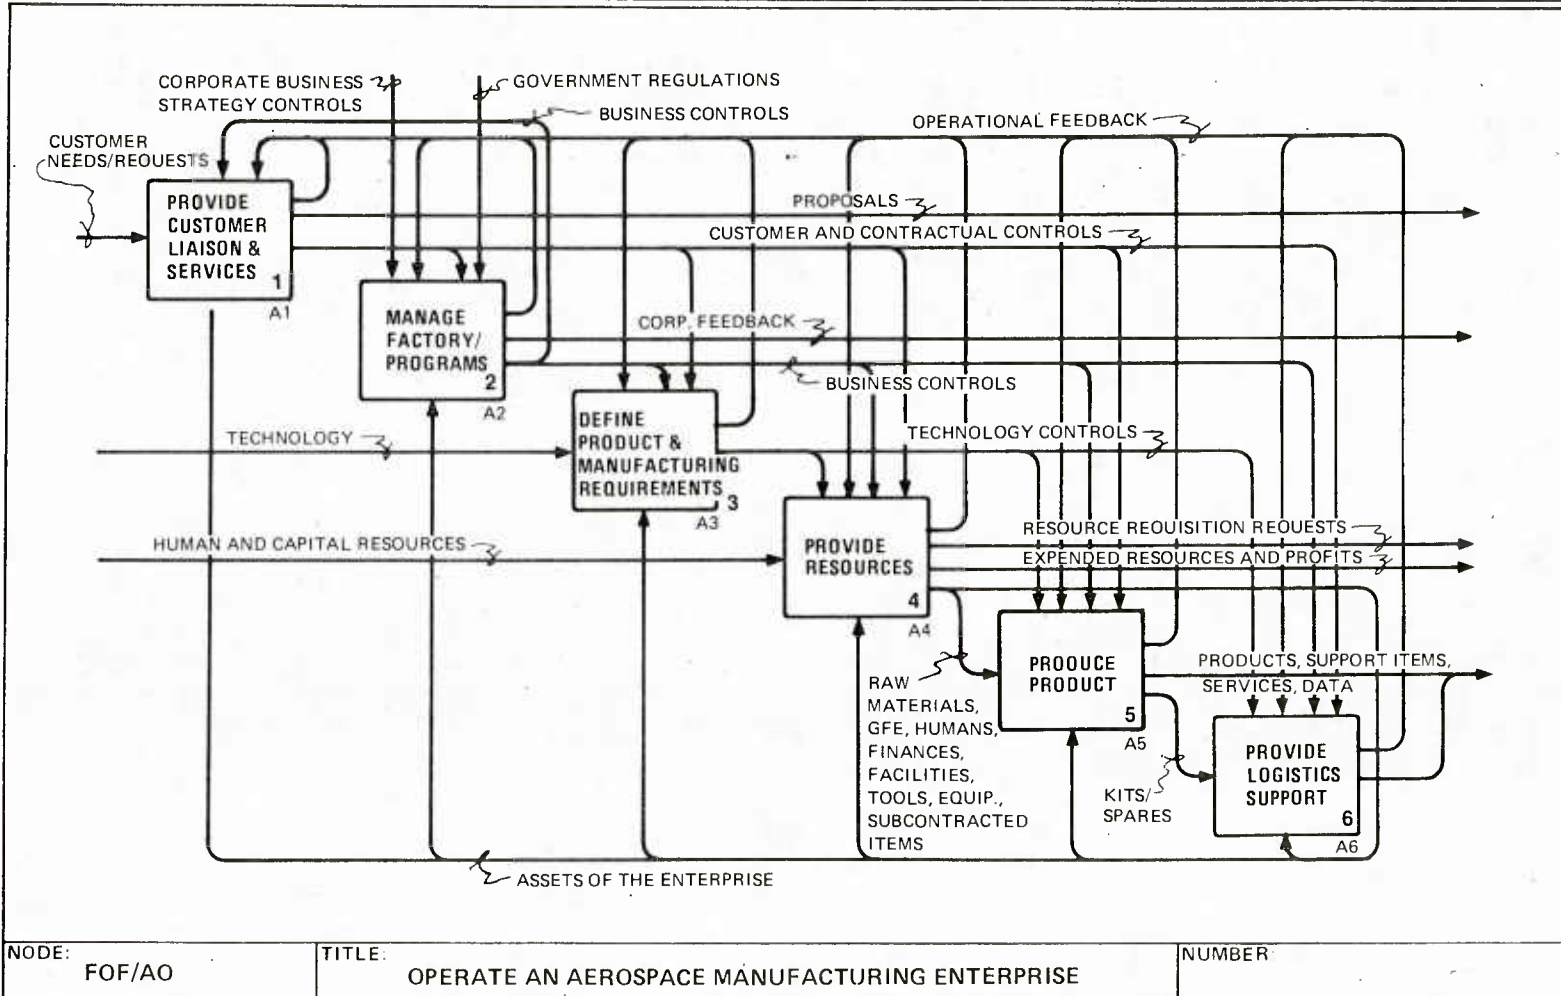 CORPORATE BUSINESS
STRATEGY CONTROLS
GOVERNMENT REGULATIONS
BUSINESS CONTROLS
OPERATIONAL FEEDBACK
CUSTOMER
NEEDS/REQUESTS
PROVIDE
CUSTOMER
LIAISON &
SERVICES
1
A1
PROPOSALS
CUSTOMER AND CONTRACTUAL CONTROLS
MANAGE
FACTORY/
PROGRAMS
2
A2
CORP. FEEDBACK
BUSINESS CONTROLS
TECHNOLOGY
DEFINE
PRODUCT &
MANUFACTURING
REQUIREMENTS
3
A3
TECHNOLOGY CONTROLS
HUMAN AND CAPITAL RESOURCES
PROVIDE
RESOURCES
4
A4
RESOURCE REQUISITION REQUESTS
EXPENDED RESOURCES AND PROFITS
RAW
MATERIALS,
GFE, HUMANS,
FINANCES,
FACILITIES,
TOOLS, EQUIP.,
SUBCONTRACTED
ITEMS
PRODUCE
PRODUCT
5
A5
PRODUCTS, SUPPORT ITEMS,
SERVICES, DATA
KITS/
SPARES
PROVIDE
LOGISTICS
SUPPORT
6
A6
ASSETS OF THE ENTERPRISE
NODE:
FOF/AO
TITLE:
OPERATE AN AEROSPACE MANUFACTURING ENTERPRISE
NUMBER: